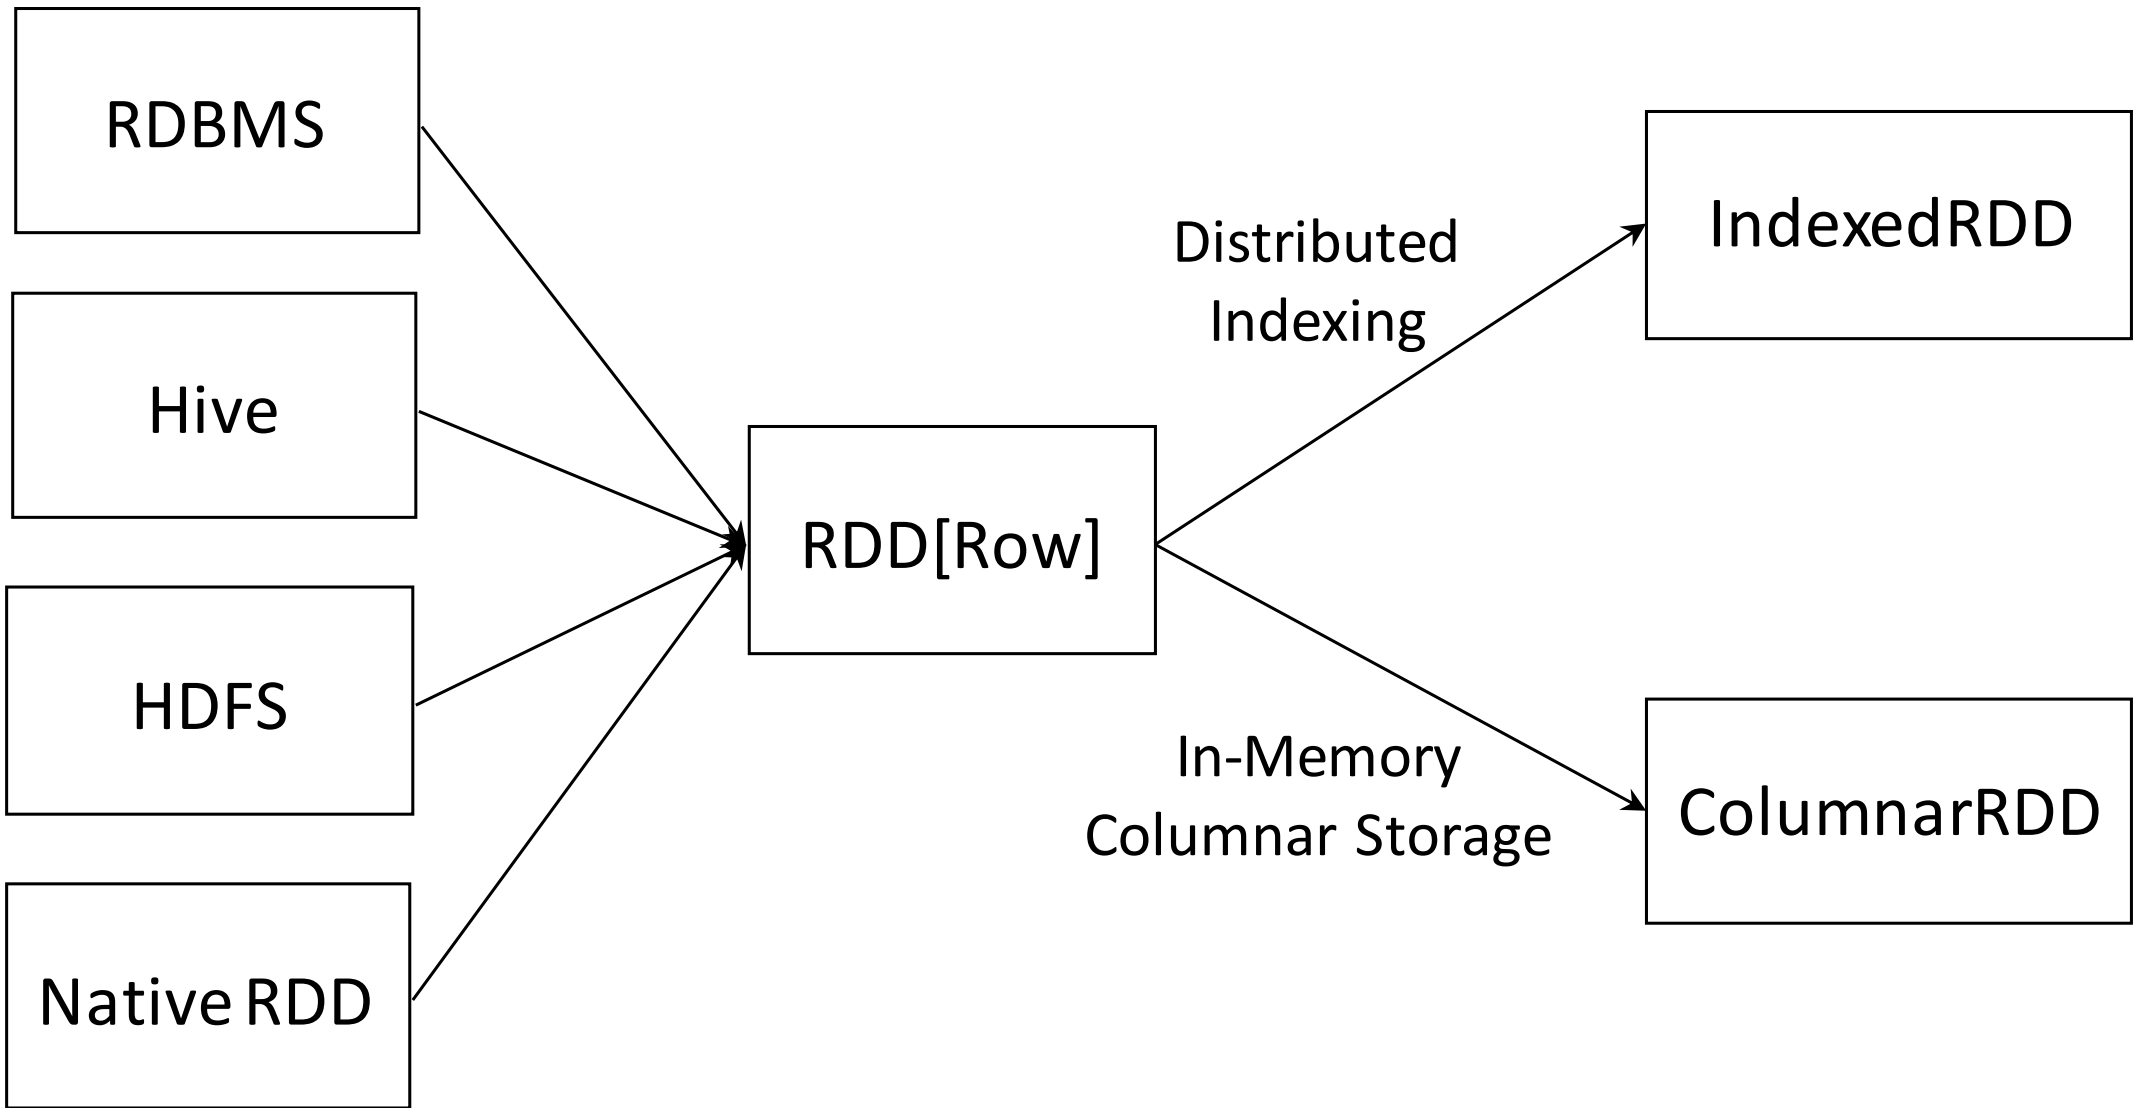 RDBMS
Hive
HDFS
Native RDD
RDD[Row]
Distributed
Indexing
In-Memory
Columnar Storage
IndexedRDD
ColumnarRDD